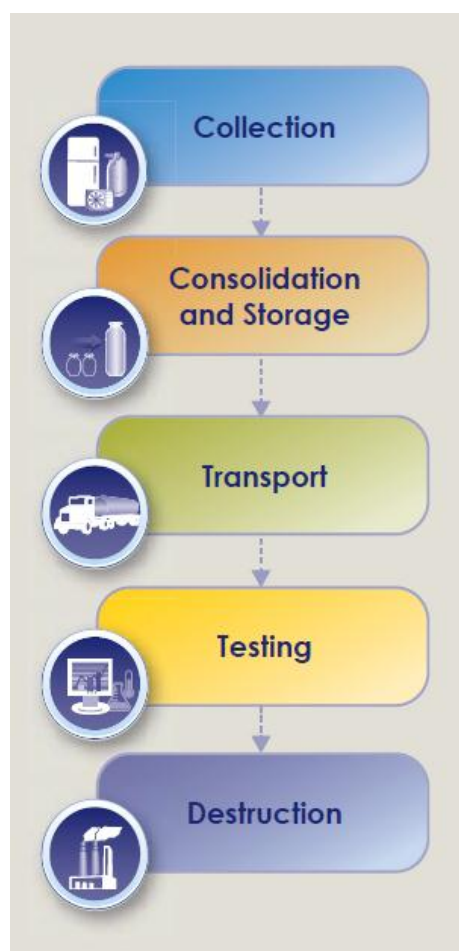 Collection
Consolidation
and Storage
Transport
Testing
Destruction